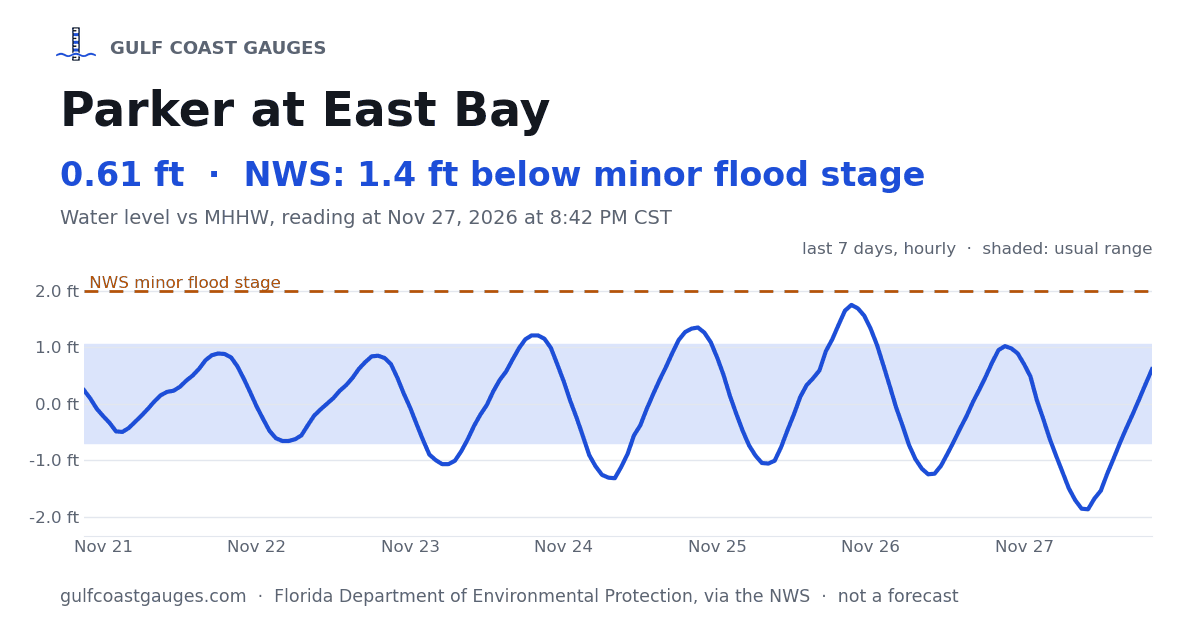 GULF COAST GAUGES
Parker at East Bay
0.61 ft · NWS: 1.4 ft below minor flood stage
Water level vs MHHW, reading at Nov 27, 2026 at 8:42 PM CST
last 7 days, hourly · shaded: usual range
NWS minor flood stage
2.0 ft
1.0 ft
0.0 ft
-1.0 ft
-2.0 ft
Nov 21 Nov 22 Nov 23 Nov 24 Nov 25 Nov 26 Nov 27
gulfcoastgauges.com · Florida Department of Environmental Protection, via the NWS · not a forecast